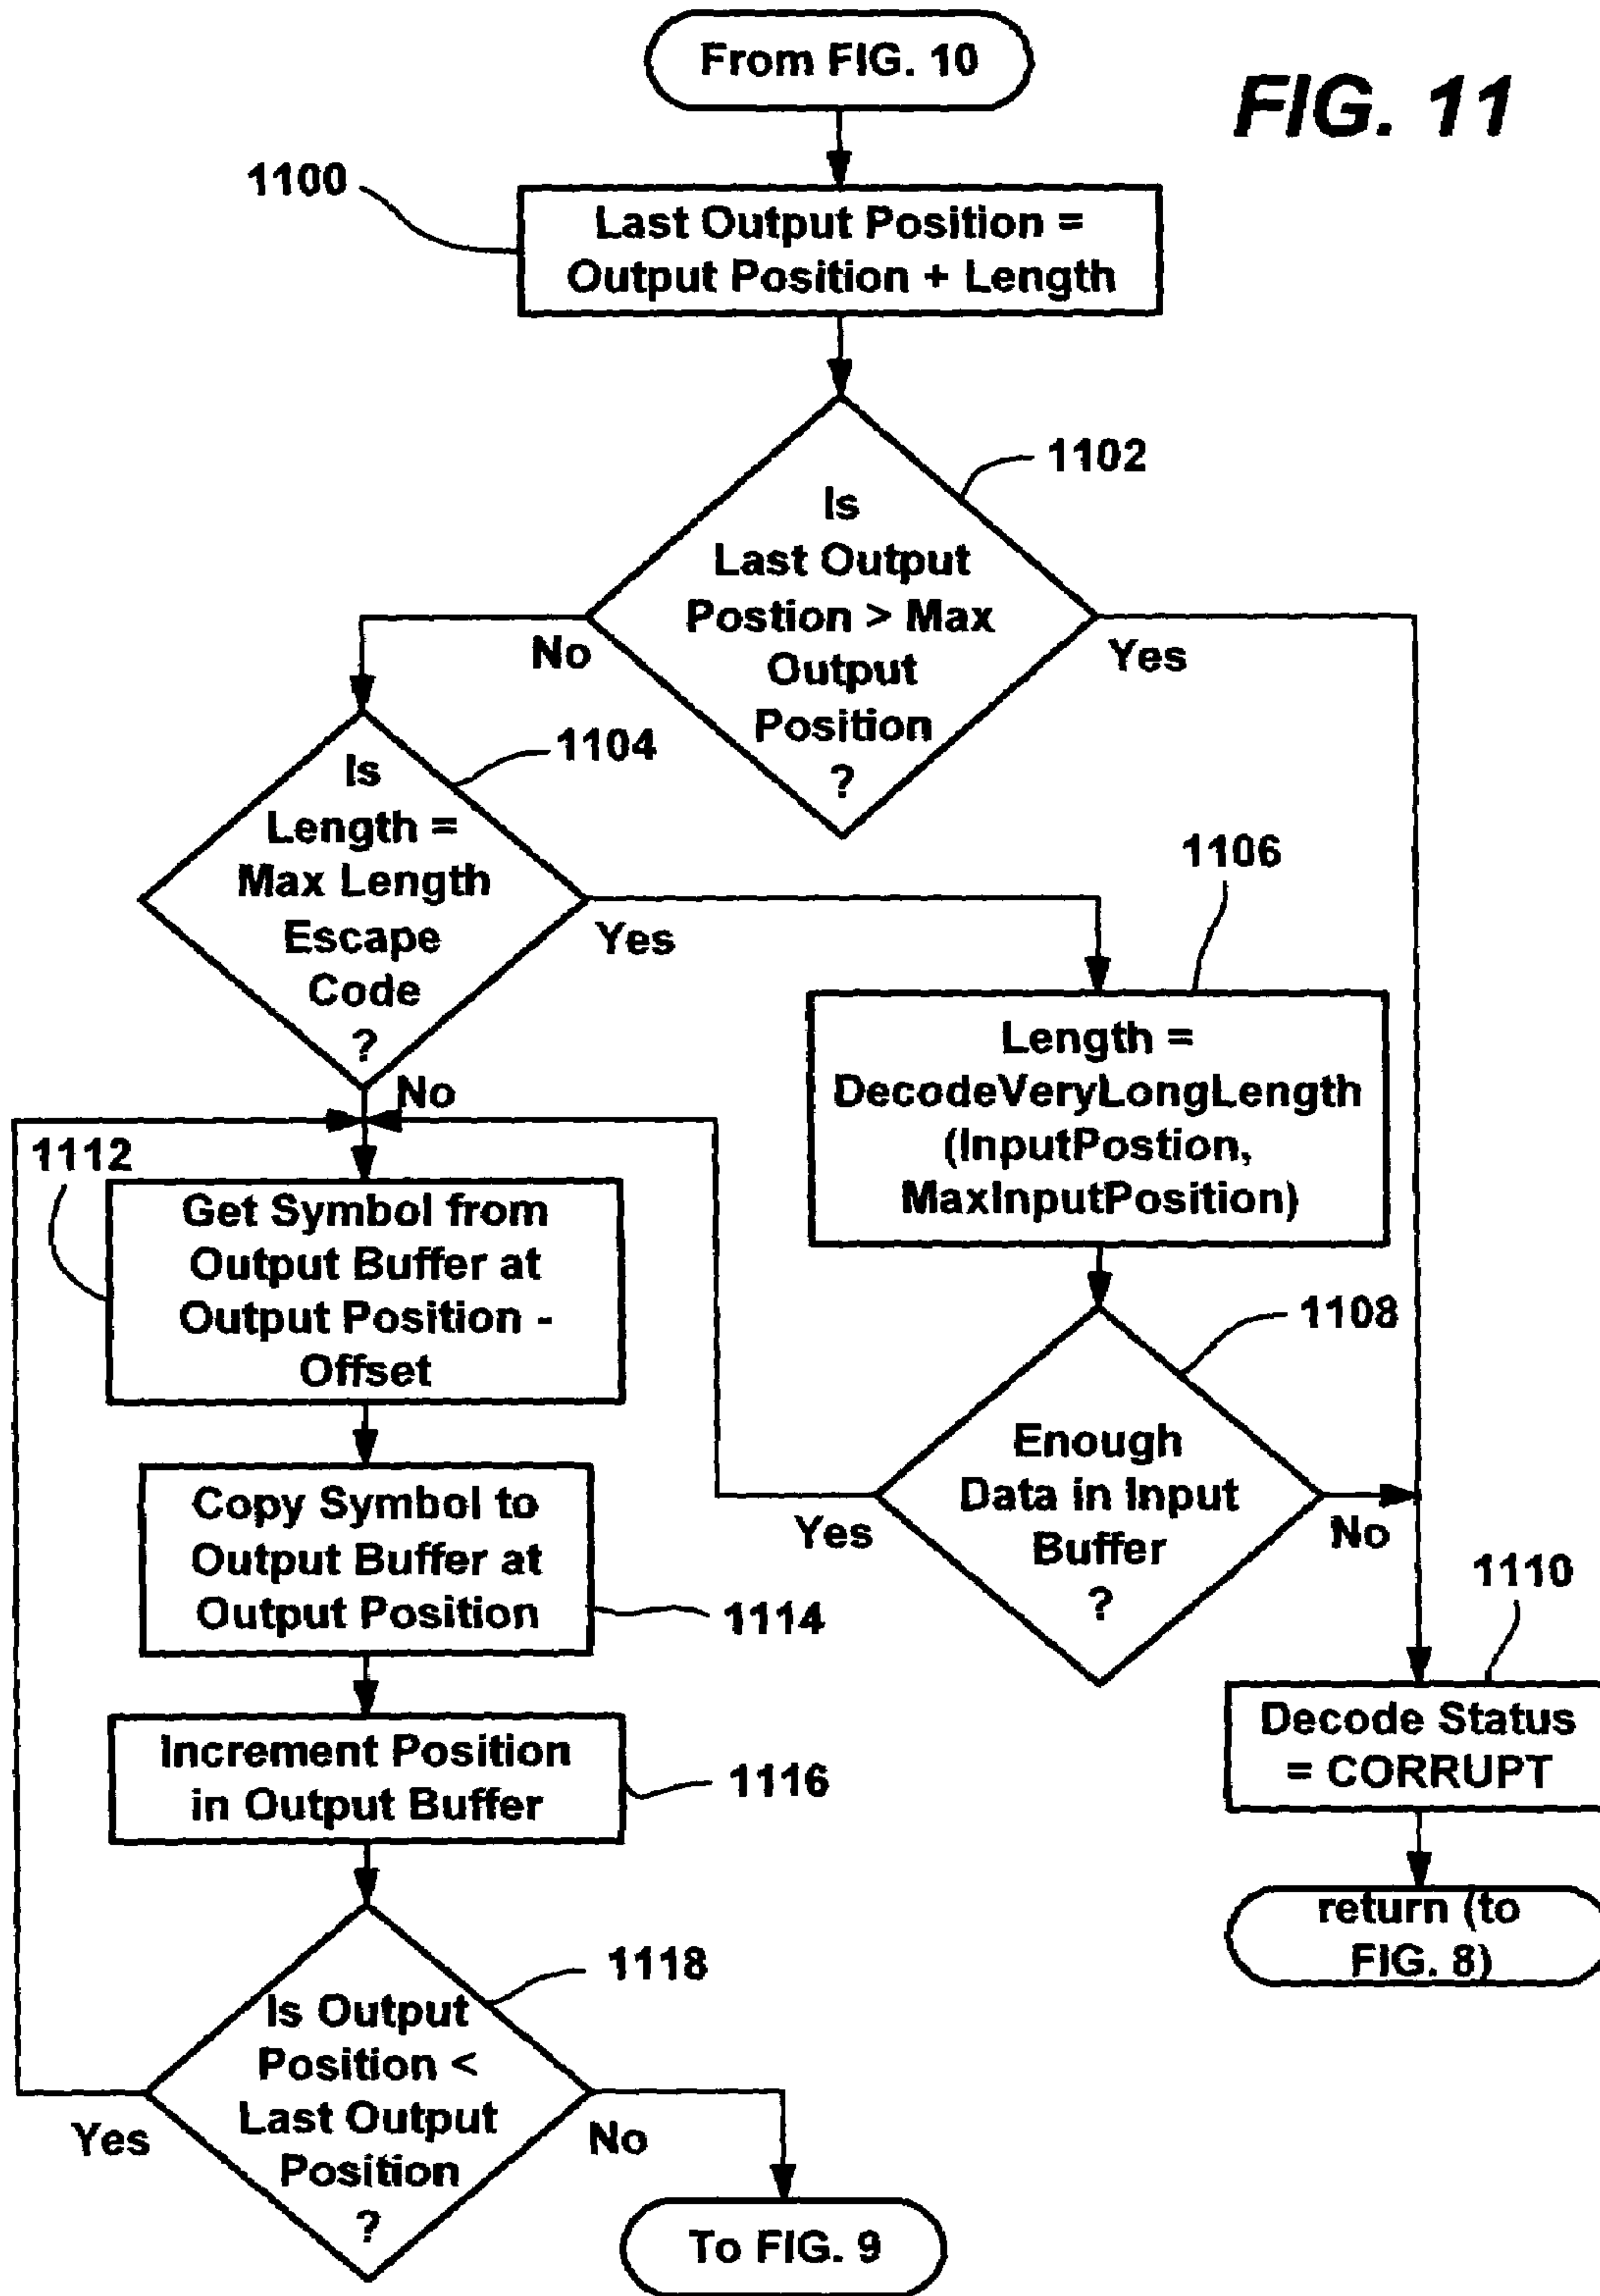 From FIG. 10
FIG. 11
1100
Last Output Position =
Output Position + Length
1102
Is
Last Output
Postion > Max
Output
Position
?
No
Yes
1104
Is
Length =
Max Length
Escape
Code
?
Yes
No
1106
Length =
DecodeVeryLongLength
(InputPostion,
MaxInputPosition)
1108
Enough
Data in Input
Buffer
?
Yes
No
1110
Decode Status
= CORRUPT
return (to
FIG. 8)
1112
Get Symbol from
Output Buffer at
Output Position -
Offset
Copy Symbol to
Output Buffer at
Output Position
1114
Increment Position
in Output Buffer
1116
1118
Is Output
Position <
Last Output
Position
?
Yes
No
To FIG. 9